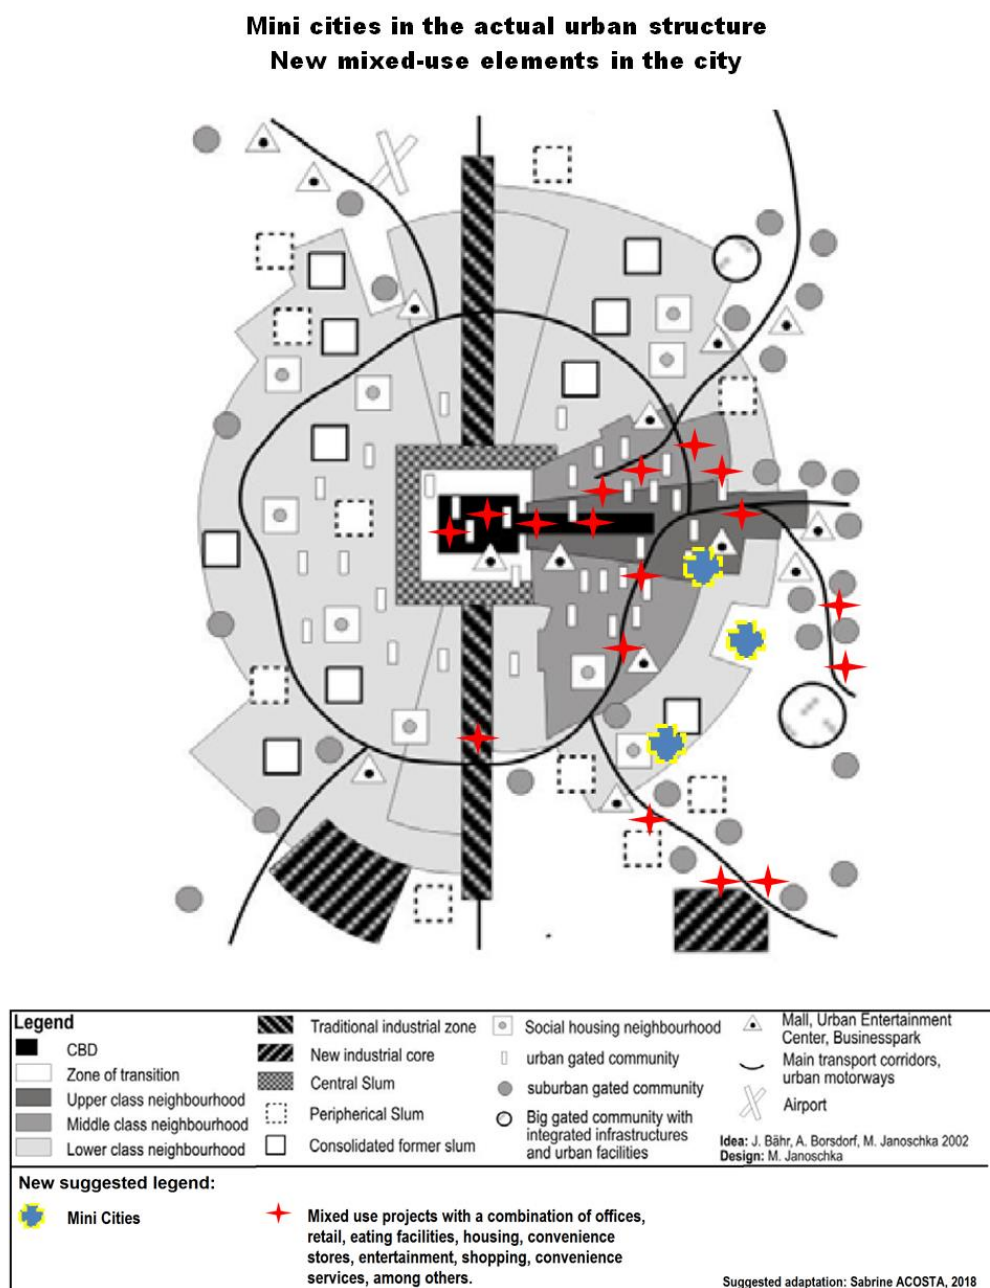 Mini cities in the actual urban structure
New mixed-use elements in the city
Legend
CBD
Zone of transition
Upper class neighbourhood
Middle class neighbourhood
Lower class neighbourhood
Traditional industrial zone
New industrial core
Central Slum
Peripherical Slum
Consolidated former slum
Social housing neighbourhood
urban gated community
suburban gated community
Big gated community with
integrated infrastructures
and urban facilities
Mall, Urban Entertainment
Center, Businesspark
Main transport corridors,
urban motorways
Airport
Idea: J. Bähr, A. Borsdorf, M. Janoschka 2002
Design: M. Janoschka
New suggested legend:
Mini Cities
Mixed use projects with a combination of offices,
retail, eating facilities, housing, convenience
stores, entertainment, shopping, convenience
services, among others.
Suggested adaptation: Sabrine ACOSTA, 2018